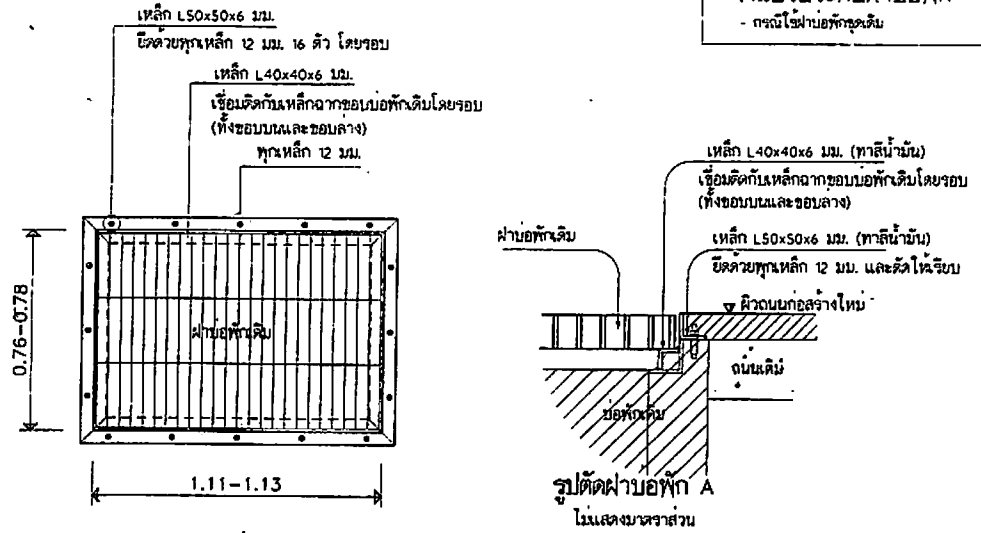 - กรณีใช้ฝาบ่อพักชุดเดิม
เหล็ก L50x50x6 มม.
ยึดด้วยพุกเหล็ก 12 มม. 16 ตัว โดยรอบ
เหล็ก L40x40x6 มม.
เชื่อมติดกับเหล็กฉากขอบบ่อพักเดิมโดยรอบ
(ทั้งขอบบนและขอบล่าง)
พุกเหล็ก 12 มม.
0.76-0.78
ฝาบ่อพักเดิม
1.11-1.13
เหล็ก L40x40x6 มม. (ทาสีน้ำมัน)
เชื่อมติดกับเหล็กฉากขอบบ่อพักเดิมโดยรอบ
(ทั้งขอบบนและขอบล่าง)
ฝาบ่อพักเดิม
เหล็ก L50x50x6 มม. (ทาสีน้ำมัน)
ยึดด้วยพุกเหล็ก 12 มม. และตัดให้เรียบ
ผิวถนนก่อสร้างใหม่
ถนนเดิม
บ่อพักเดิม
รูปตัดฝาบ่อพัก A
ไม่แสดงมาตราส่วน